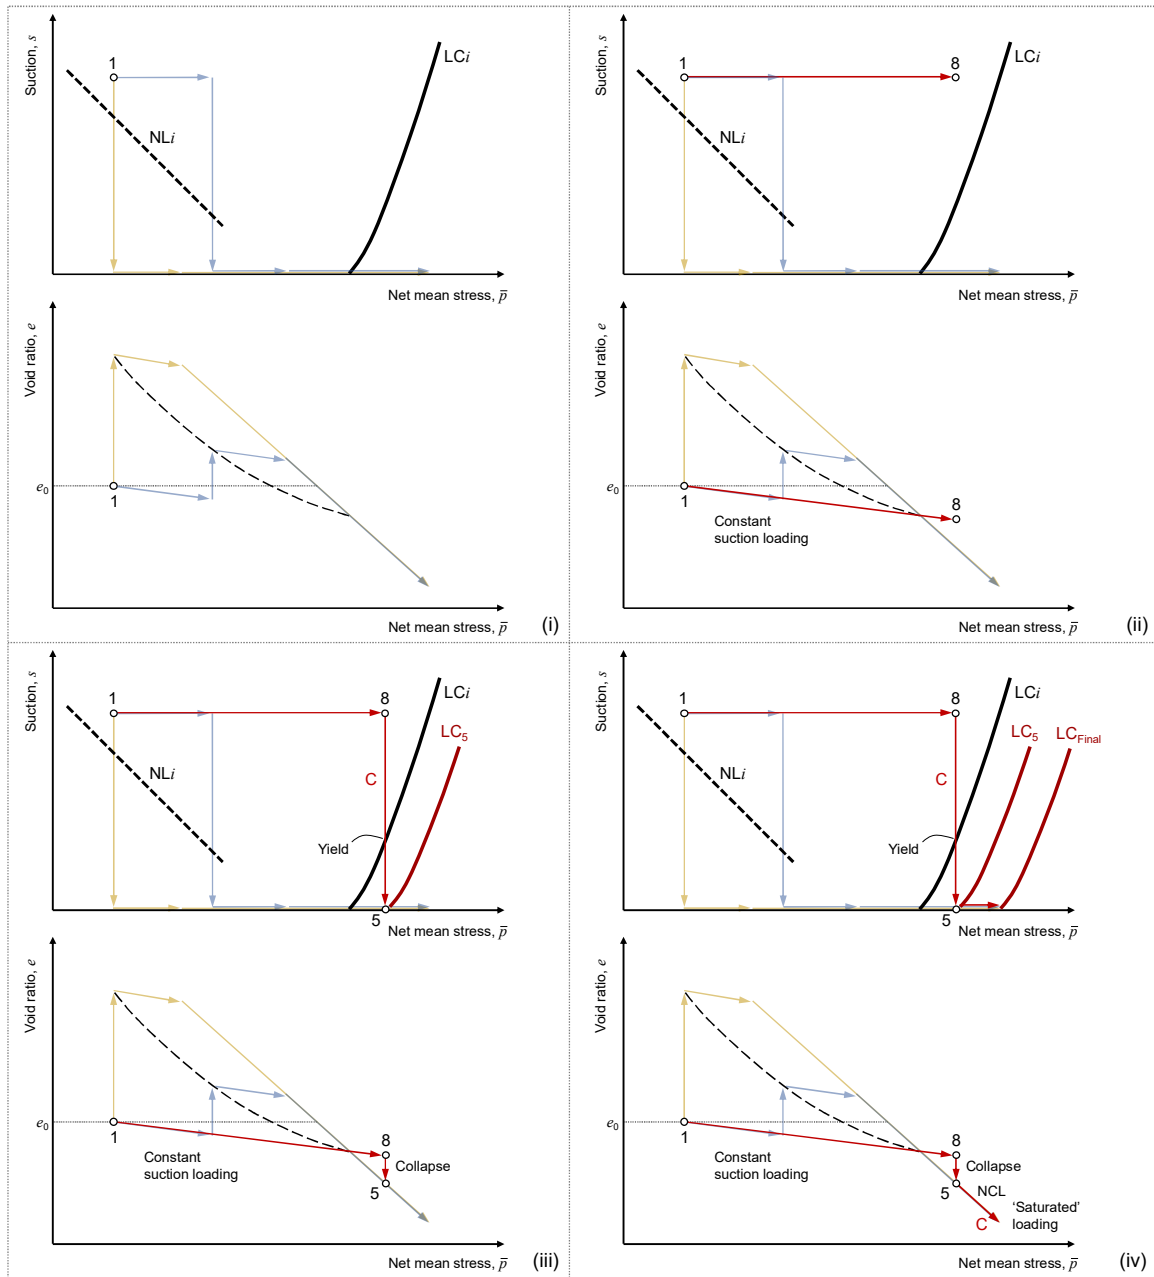 Suction, s
1
NLi
LCi
Net mean stress, p̄
Void ratio, e
e₀
1
Net mean stress, p̄
(i)
Suction, s
1
8
NLi
LCi
Net mean stress, p̄
Void ratio, e
e₀
1
8
Constant
suction loading
Net mean stress, p̄
(ii)
Suction, s
1
8
LCi
LC₅
NLi
C
Yield
5
Net mean stress, p̄
Void ratio, e
e₀
1
8
Constant
suction loading
Collapse
5
Net mean stress, p̄
(iii)
Suction, s
1
8
LCi
LC₅
LC_Final
NLi
C
Yield
5
Net mean stress, p̄
Void ratio, e
e₀
1
8
Constant
suction loading
Collapse
5
NCL
C
'Saturated'
loading
Net mean stress, p̄
(iv)